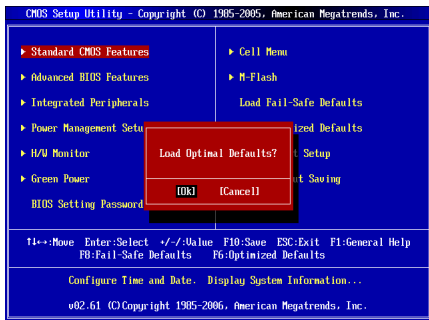 CMOS Setup Utility - Copyright (C) 1985-2005, American Megatrends, Inc.
▶ Standard CMOS Features ▶ Cell Menu
▶ Advanced BIOS Features ▶ M-Flash
▶ Integrated Peripherals Load Fail-Safe Defaults
▶ Power Management Setu ized Defaults
▶ H/W Monitor Load Optimal Defaults? t Setup
▶ Green Power ut Saving
[Ok] [Cancel]
BIOS Setting Password
↑↓↔:Move Enter:Select +/-/:Value F10:Save ESC:Exit F1:General Help
F8:Fail-Safe Defaults F6:Optimized Defaults
Configure Time and Date. Display System Information...
v02.61 (C)Copyright 1985-2006, American Megatrends, Inc.